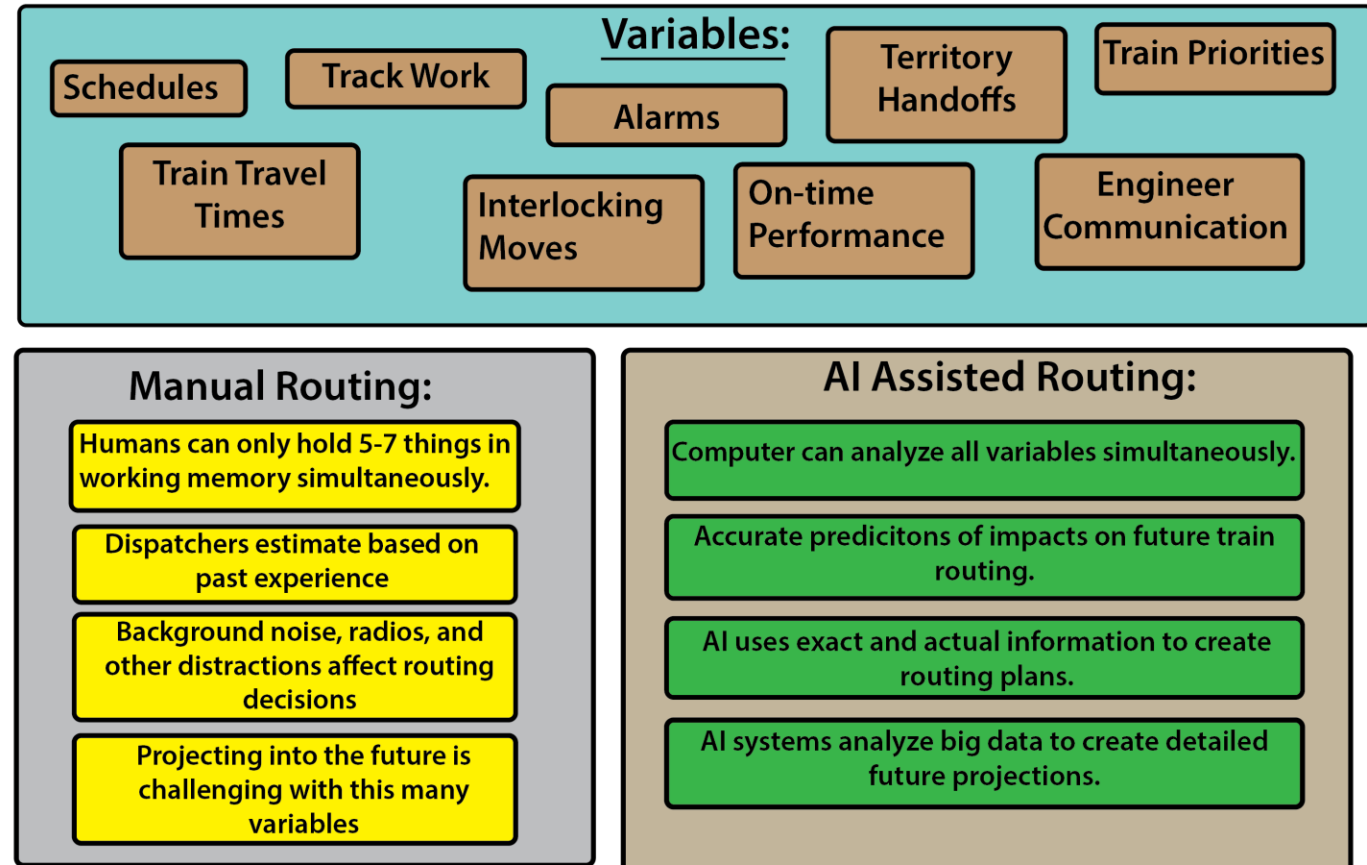 Variables:
Schedules
Track Work
Alarms
Territory
Handoffs
Train Priorities
Train Travel
Times
Interlocking
Moves
On-time
Performance
Engineer
Communication
Manual Routing:
Humans can only hold 5-7 things in
working memory simultaneously.
Dispatchers estimate based on
past experience
Background noise, radios, and
other distractions affect routing
decisions
Projecting into the future is
challenging with this many
variables
AI Assisted Routing:
Computer can analyze all variables simultaneously.
Accurate predicitons of impacts on future train
routing.
AI uses exact and actual information to create
routing plans.
AI systems analyze big data to create detailed
future projections.